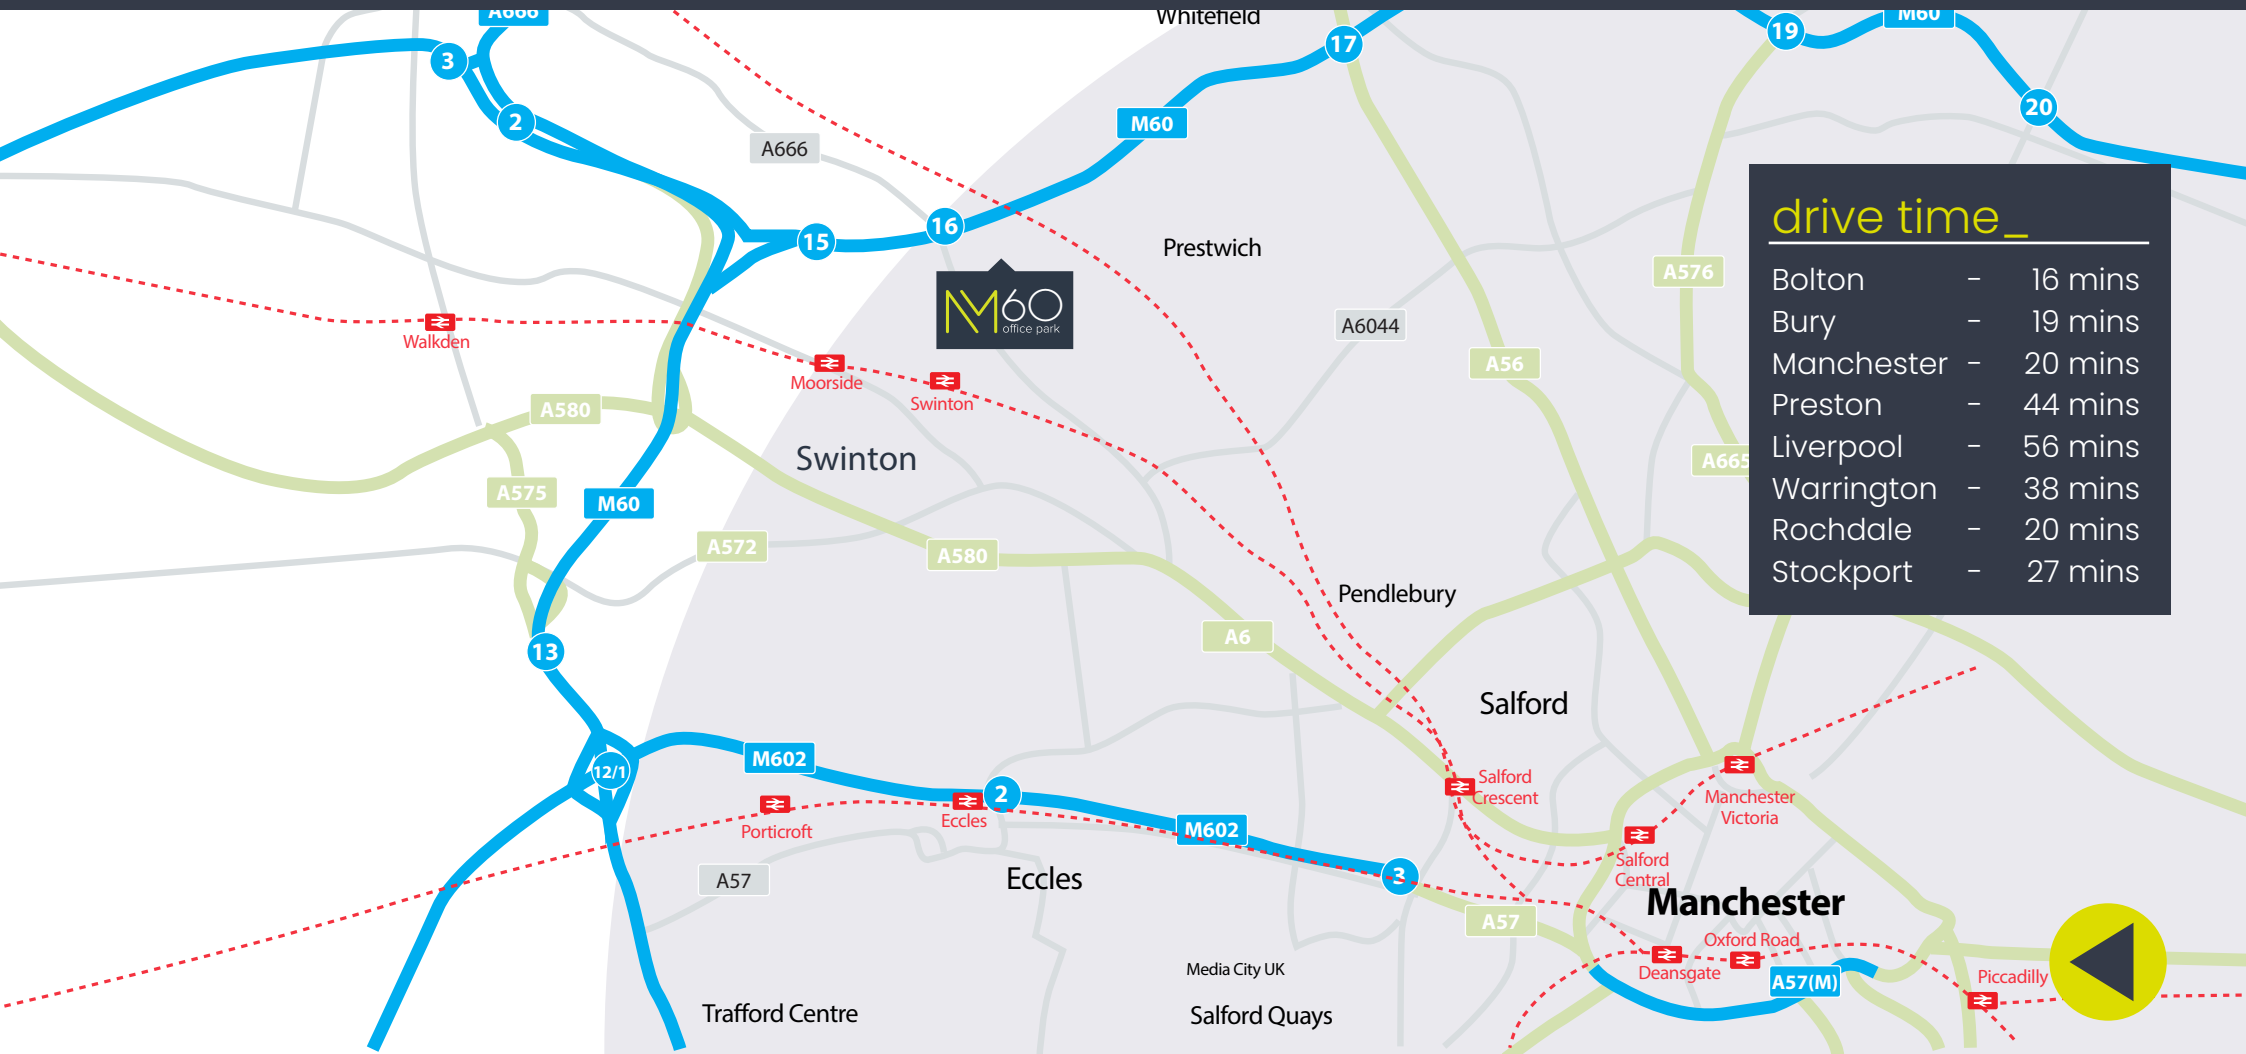 A666
Whitefield
17
19
M60
3
2
20
M60
A666
16
15
Prestwich
M60
office park
drive time_
Bolton - 16 mins
Bury - 19 mins
Manchester - 20 mins
Preston - 44 mins
Liverpool - 56 mins
Warrington - 38 mins
Rochdale - 20 mins
Stockport - 27 mins
A576
A6044
A56
A665
Walkden
Moorside
Swinton
A580
Swinton
A575
M60
A572
A580
Pendlebury
A6
13
Salford
M602
12/1
2
Porticroft
Eccles
M602
Salford
Crescent
Manchester
Victoria
Salford
Central
3
A57
Eccles
Manchester
A57
Oxford Road
Deansgate
A57(M)
Piccadilly
Media City UK
Trafford Centre
Salford Quays